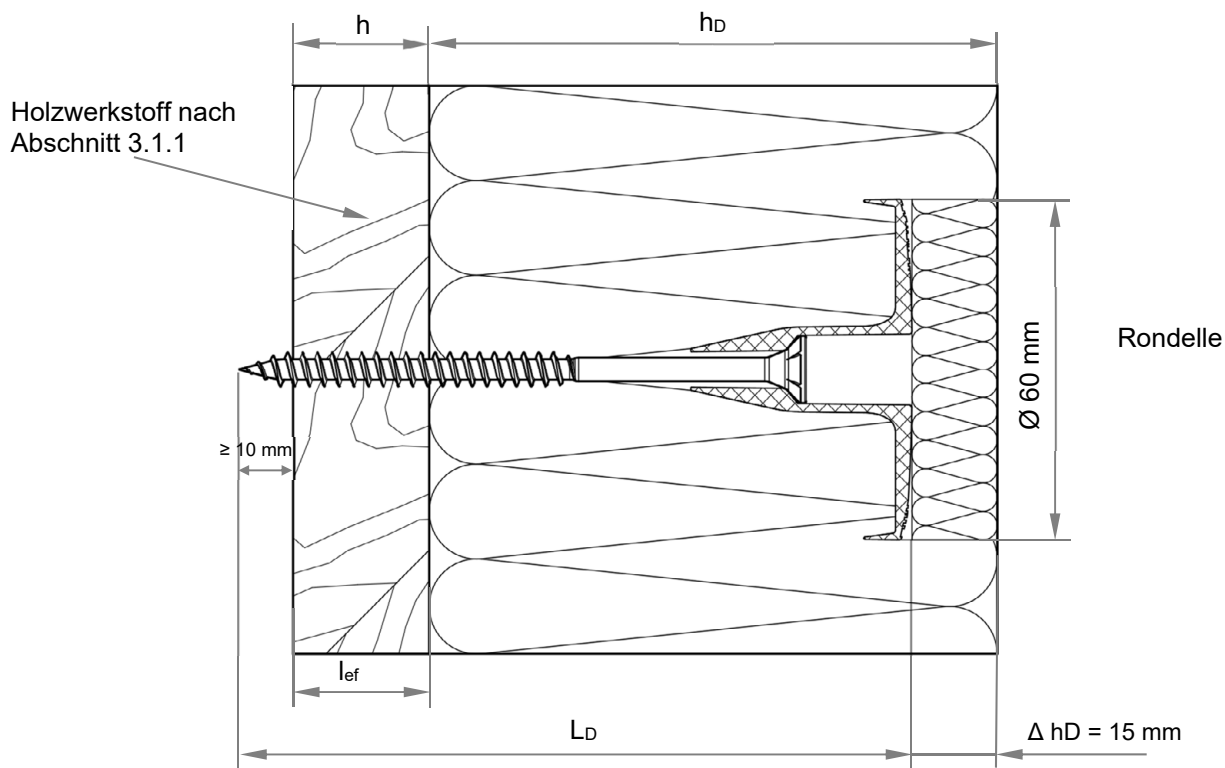 h
hD
Holzwerkstoff nach
Abschnitt 3.1.1
Rondelle
Ø 60 mm
≥ 10 mm
lef
LD
Δ hD = 15 mm